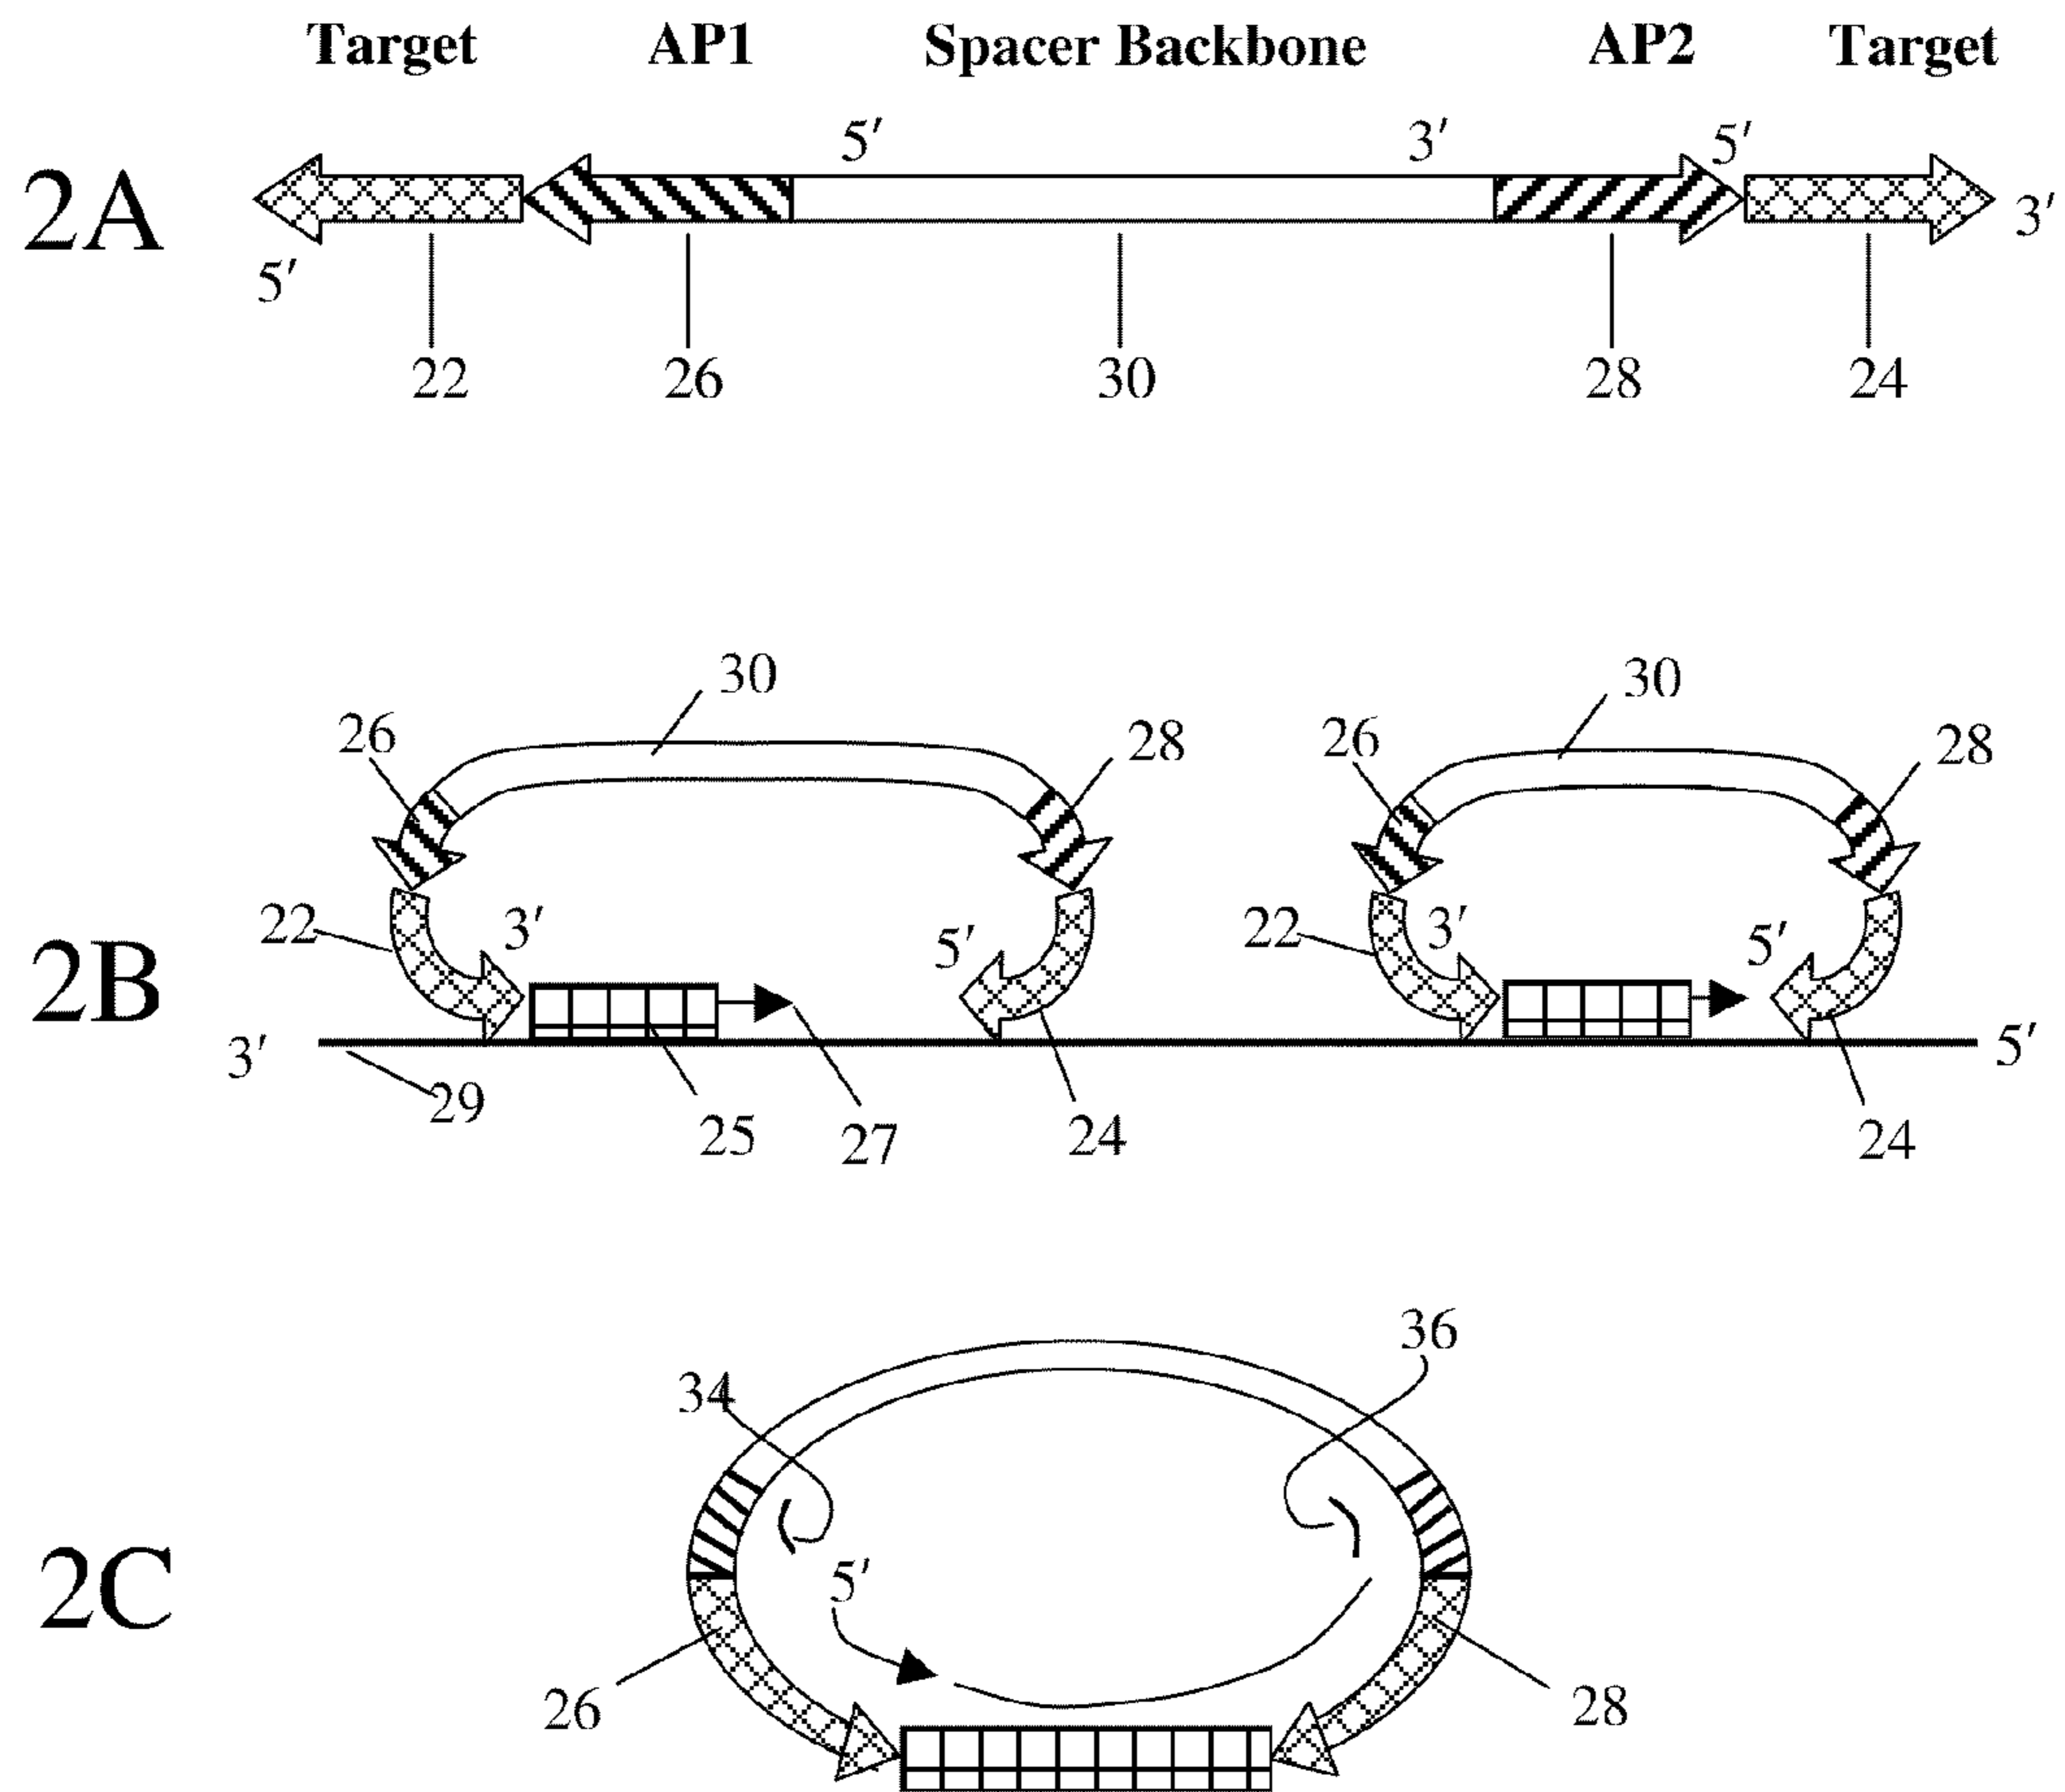 Target AP1 Spacer Backbone AP2 Target
5′ 3′ 5′
2A 3′
5′
22 26 30 28 24
30 30
26 28 26 28
22 3′ 5′ 22 3′ 5′
2B
3′ 5′
29 25 27 24 24
36
34
5′
2C
26 28